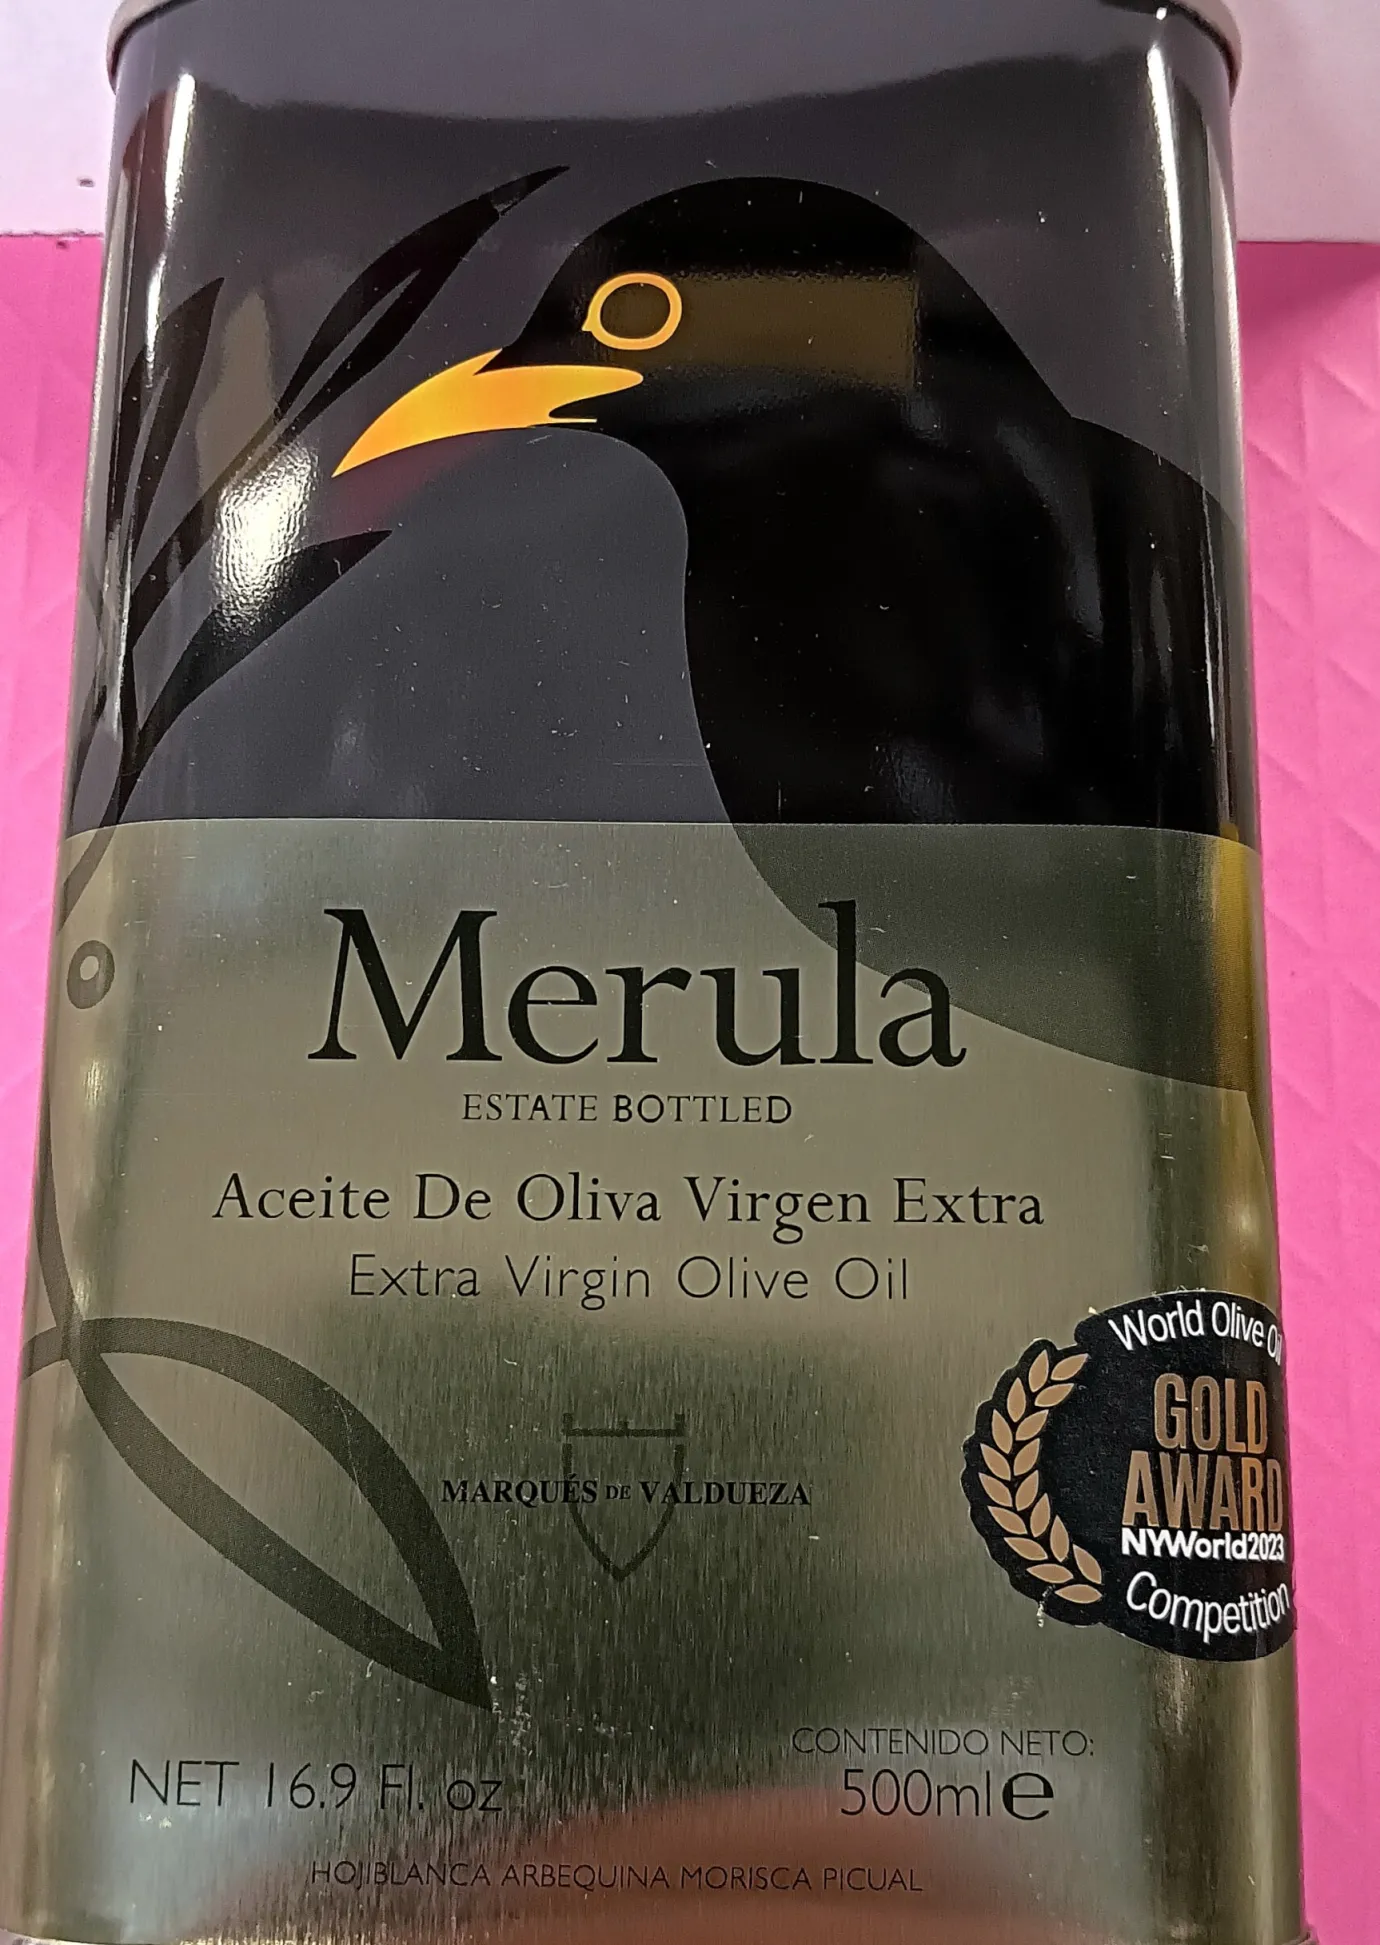 Merula
ESTATE BOTTLED
Aceite De Oliva Virgen Extra
Extra Virgin Olive Oil
MARQUÉS DE VALDUEZA
World Olive Oil
GOLD
AWARD
NYWorld2023
Competition
NET 16.9 Fl. oz
CONTENIDO NETO:
500ml e
HOJIBLANCA ARBEQUINA MORISCA PICUAL